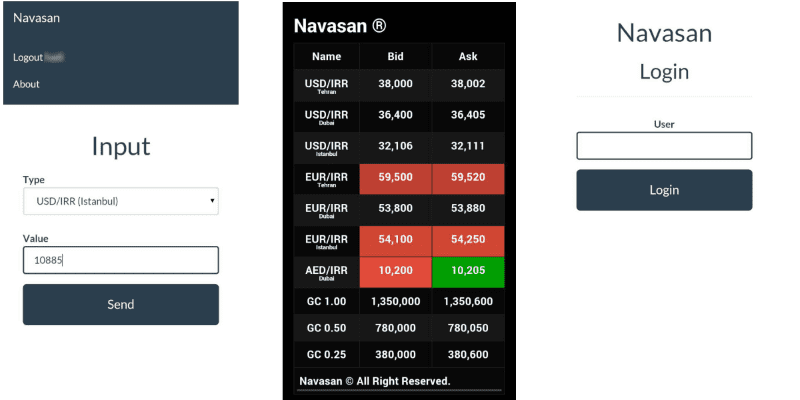 Navasan
Logout
About
Input
Type
USD/IRR (Istanbul)
Value
10885
Send
Navasan ®
Name Bid Ask
USD/IRR 38,000 38,002
Tehran
USD/IRR 36,400 36,405
Dubai
USD/IRR 32,106 32,111
Istanbul
EUR/IRR 59,500 59,520
Tehran
EUR/IRR 53,800 53,880
Dubai
EUR/IRR 54,100 54,250
Istanbul
AED/IRR 10,200 10,205
Dubai
GC 1.00 1,350,000 1,350,600
GC 0.50 780,000 780,050
GC 0.25 380,000 380,600
Navasan © All Right Reserved.
Navasan
Login
User
Login